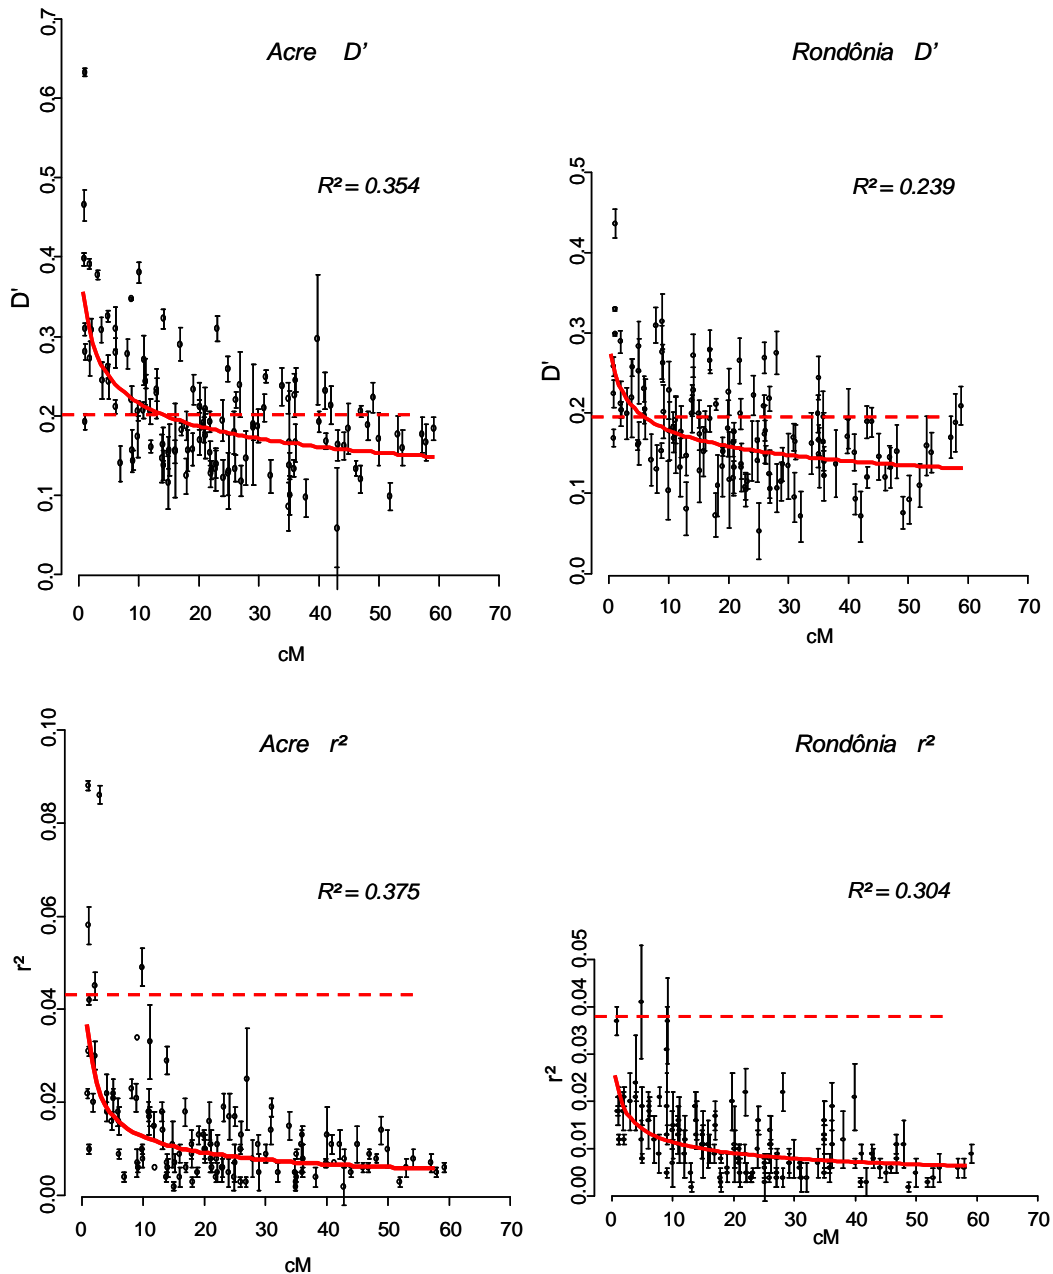 Acre D'
R² = 0.354
D'
0.0 0.1 0.2 0.3 0.4 0.5 0.6 0.7
0 10 20 30 40 50 60 70
cM
Rondônia D'
R² = 0.239
D'
0.0 0.1 0.2 0.3 0.4 0.5
0 10 20 30 40 50 60 70
cM
Acre r²
R² = 0.375
r²
0.00 0.02 0.04 0.06 0.08 0.10
0 10 20 30 40 50 60 70
cM
Rondônia r²
R² = 0.304
r²
0.00 0.01 0.02 0.03 0.04 0.05
0 10 20 30 40 50 60 70
cM